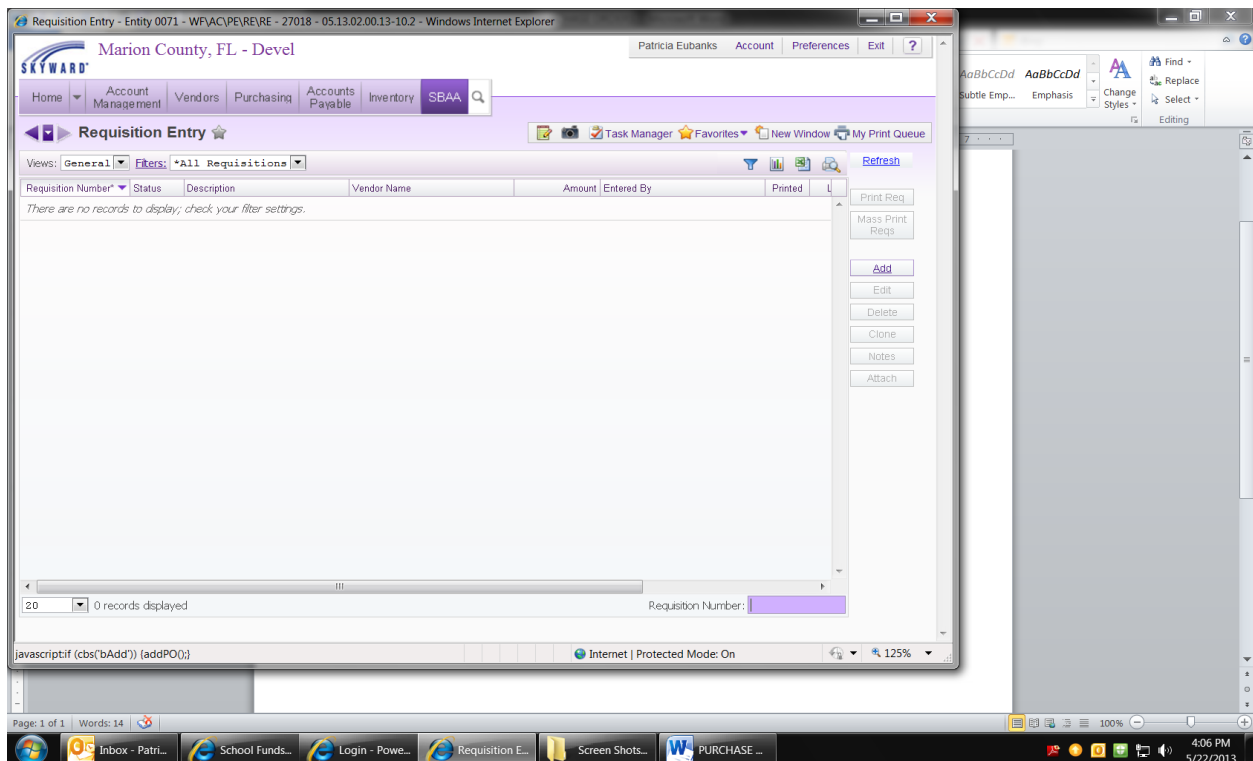 Requisition Entry - Entity 0071 - WF\AC\PE\RE\RE - 27018 - 05.13.02.00.13-10.2 - Windows Internet Explorer
SKYWARD
Marion County, FL - Devel
Patricia Eubanks Account Preferences Exit ?
Home Account Management Vendors Purchasing Accounts Payable Inventory SBAA
Requisition Entry
Task Manager Favorites New Window My Print Queue
Views: General Filters: *All Requisitions
Refresh
Requisition Number* Status Description Vendor Name Amount Entered By Printed L
There are no records to display; check your filter settings.
Print Req
Mass Print Reqs
Add
Edit
Delete
Clone
Notes
Attach
20 0 records displayed
Requisition Number:
javascript:if (cbs('bAdd')) {addPO();}
Internet | Protected Mode: On
125%
AaBbCcDd AaBbCcDd
Subtle Emp... Emphasis
Change Styles
Find
Replace
Select
Editing
7
Page: 1 of 1 Words: 14
100%
Inbox - Patri... School Funds... Login - Powe... Requisition E... Screen Shots... PURCHASE ...
4:06 PM
5/22/2013